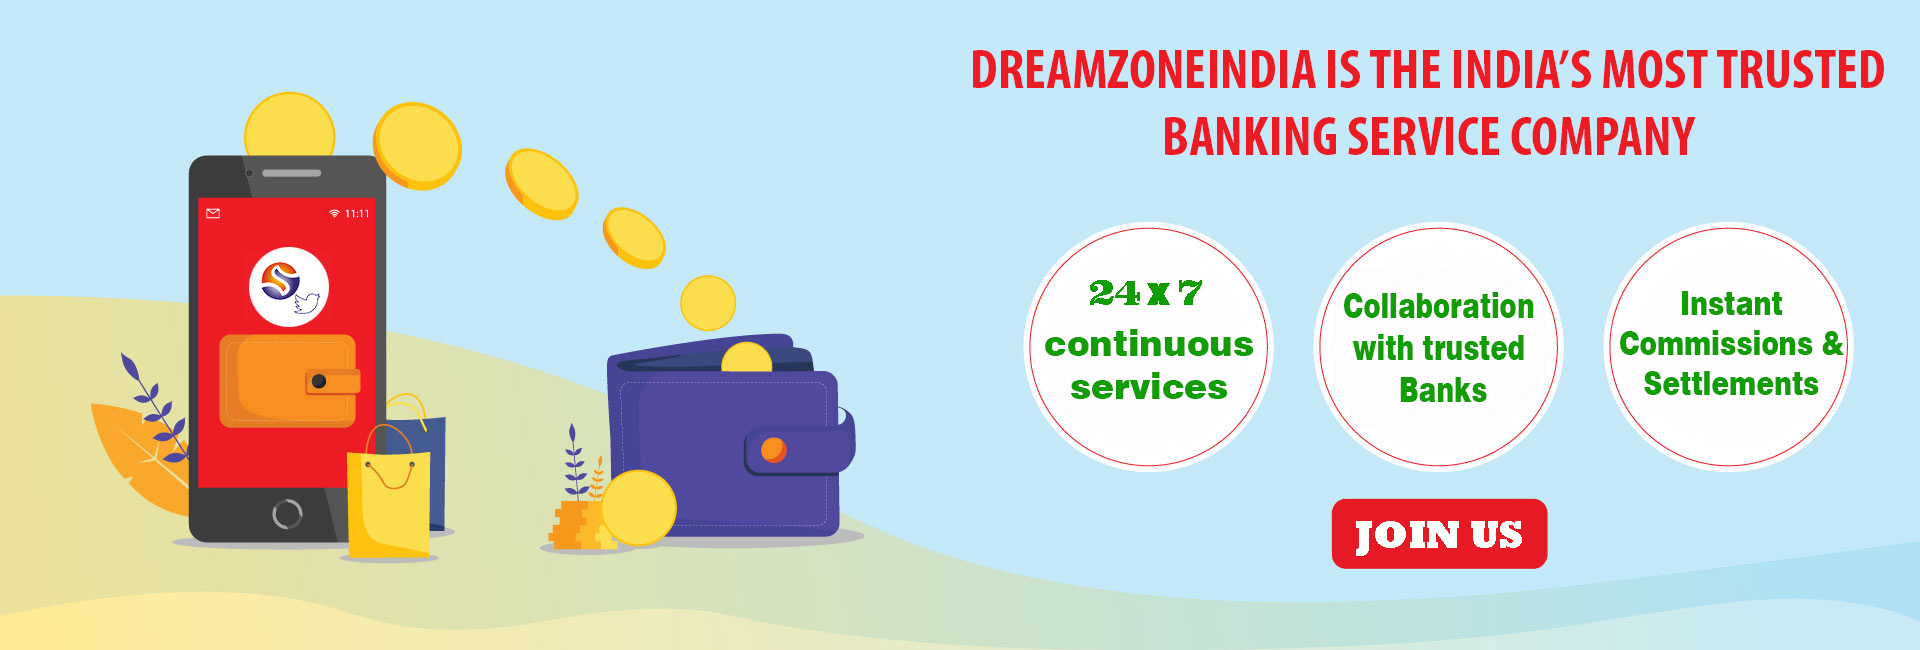 DREAMZONEINDIA IS THE INDIA'S MOST TRUSTED
BANKING SERVICE COMPANY
11:11
24 x 7
continuous
services
Collaboration
with trusted
Banks
Instant
Commissions &
Settlements
JOIN US